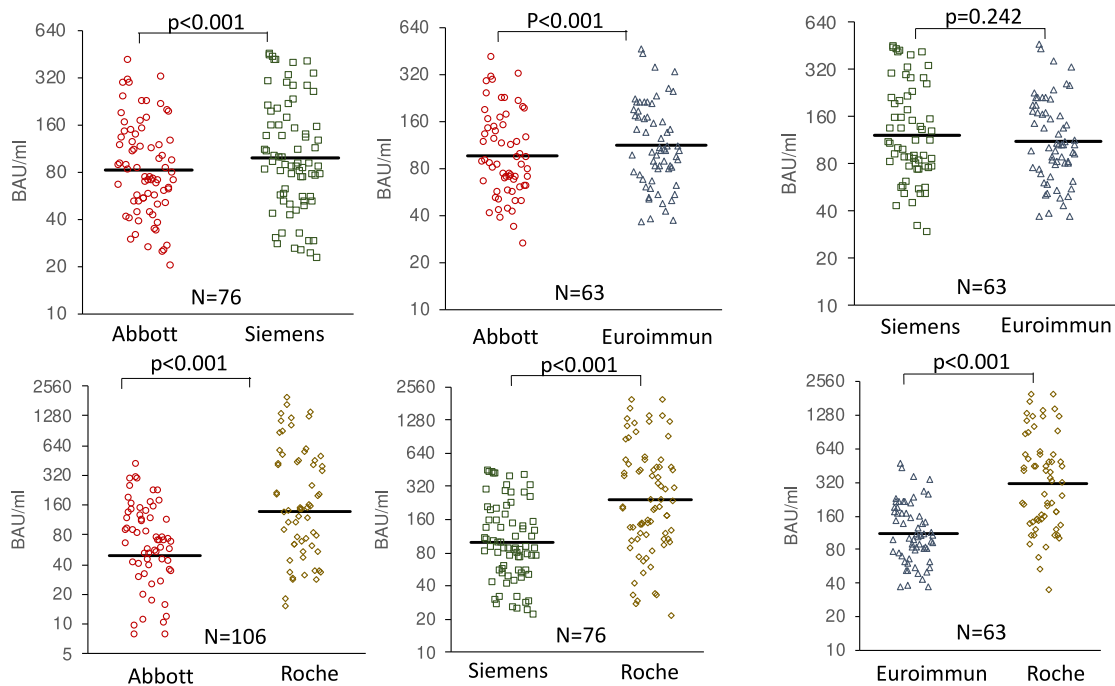 p<0.001
640
320
160
80
40
20
10
BAU/ml
N=76
Abbott Siemens
P<0.001
640
320
160
80
40
20
10
BAU/ml
N=63
Abbott Euroimmun
p=0.242
640
320
160
80
40
20
10
BAU/ml
N=63
Siemens Euroimmun
p<0.001
2560
1280
640
320
160
80
40
20
10
5
BAU/ml
N=106
Abbott Roche
p<0.001
2560
1280
640
320
160
80
40
20
10
BAU/ml
N=76
Siemens Roche
p<0.001
2560
1280
640
320
160
80
40
20
10
BAU/ml
N=63
Euroimmun Roche